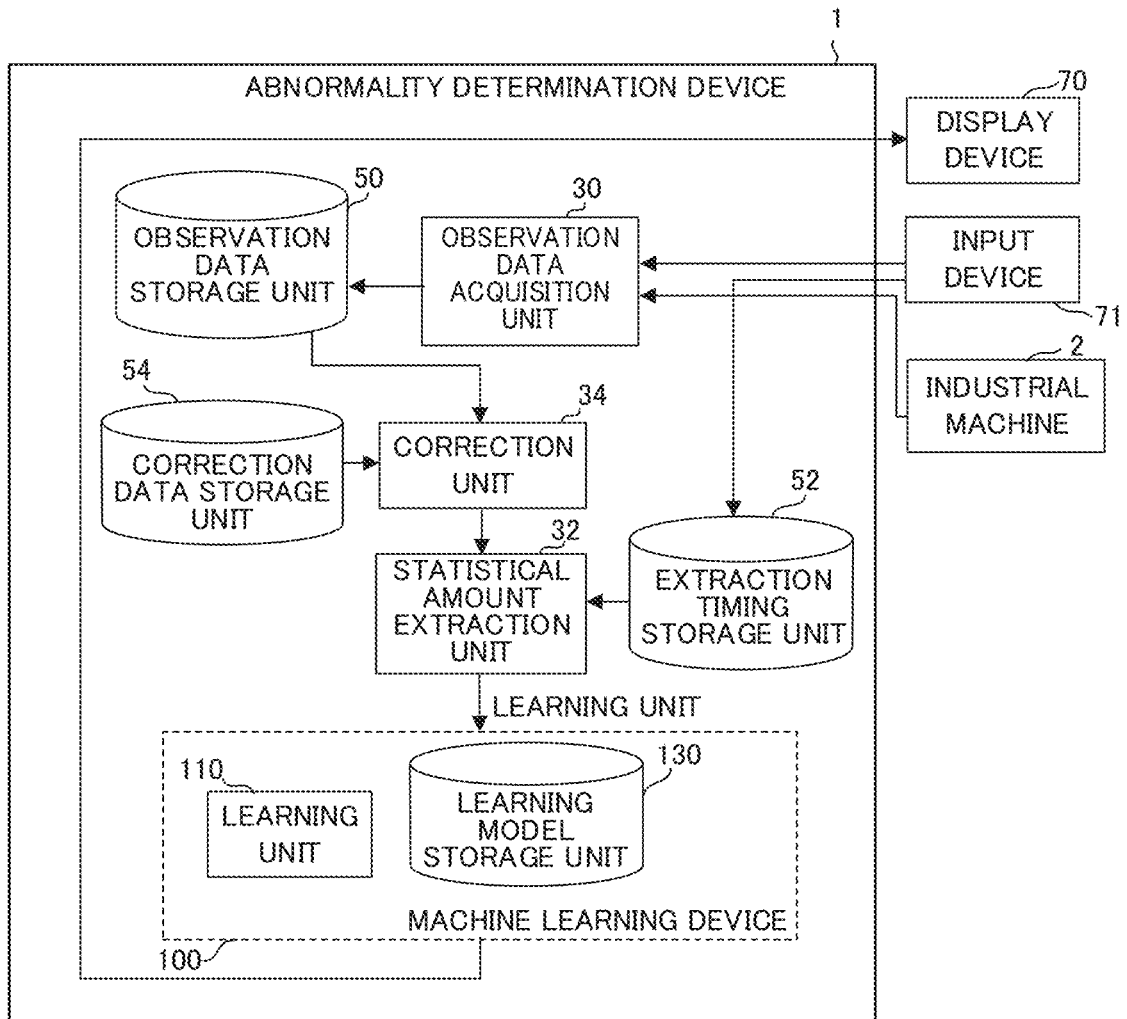 1
ABNORMALITY DETERMINATION DEVICE
70
DISPLAY
DEVICE
50
OBSERVATION
DATA
STORAGE UNIT
30
OBSERVATION
DATA
ACQUISITION
UNIT
INPUT
DEVICE
71
2
INDUSTRIAL
MACHINE
54
CORRECTION
DATA STORAGE
UNIT
34
CORRECTION
UNIT
52
EXTRACTION
TIMING
STORAGE UNIT
32
STATISTICAL
AMOUNT
EXTRACTION
UNIT
LEARNING UNIT
110
LEARNING
UNIT
130
LEARNING
MODEL
STORAGE UNIT
MACHINE LEARNING DEVICE
100